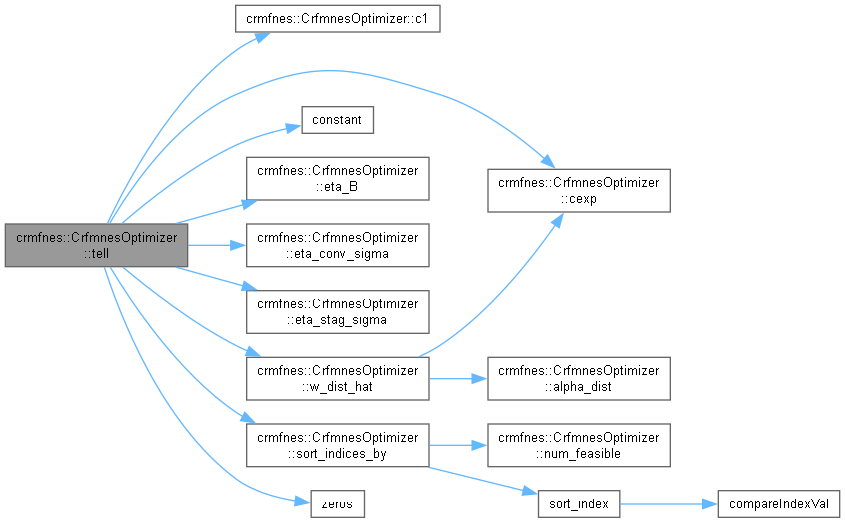 crmfnes::CrfmnesOptimizer::c1
constant
crmfnes::CrfmnesOptimizer
::eta_B
crmfnes::CrfmnesOptimizer
::cexp
crmfnes::CrfmnesOptimizer
::tell
crmfnes::CrfmnesOptimizer
::eta_conv_sigma
crmfnes::CrfmnesOptimizer
::eta_stag_sigma
crmfnes::CrfmnesOptimizer
::w_dist_hat
crmfnes::CrfmnesOptimizer
::alpha_dist
crmfnes::CrfmnesOptimizer
::sort_indices_by
crmfnes::CrfmnesOptimizer
::num_feasible
zeros
sort_index
compareIndexVal